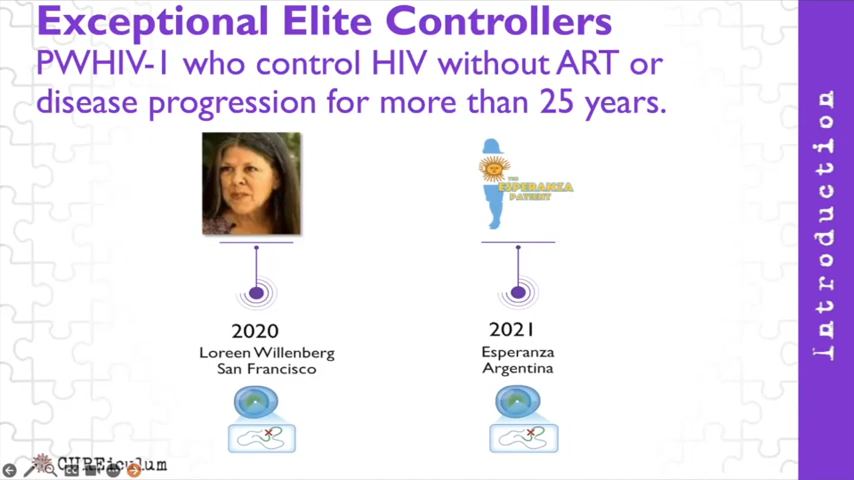 Exceptional Elite Controllers
PWHIV-1 who control HIV without ART or
disease progression for more than 25 years.
THE
ESPERANZA
PATIENT
2020
Loreen Willenberg
San Francisco
2021
Esperanza
Argentina
Introduction
CUREiculum